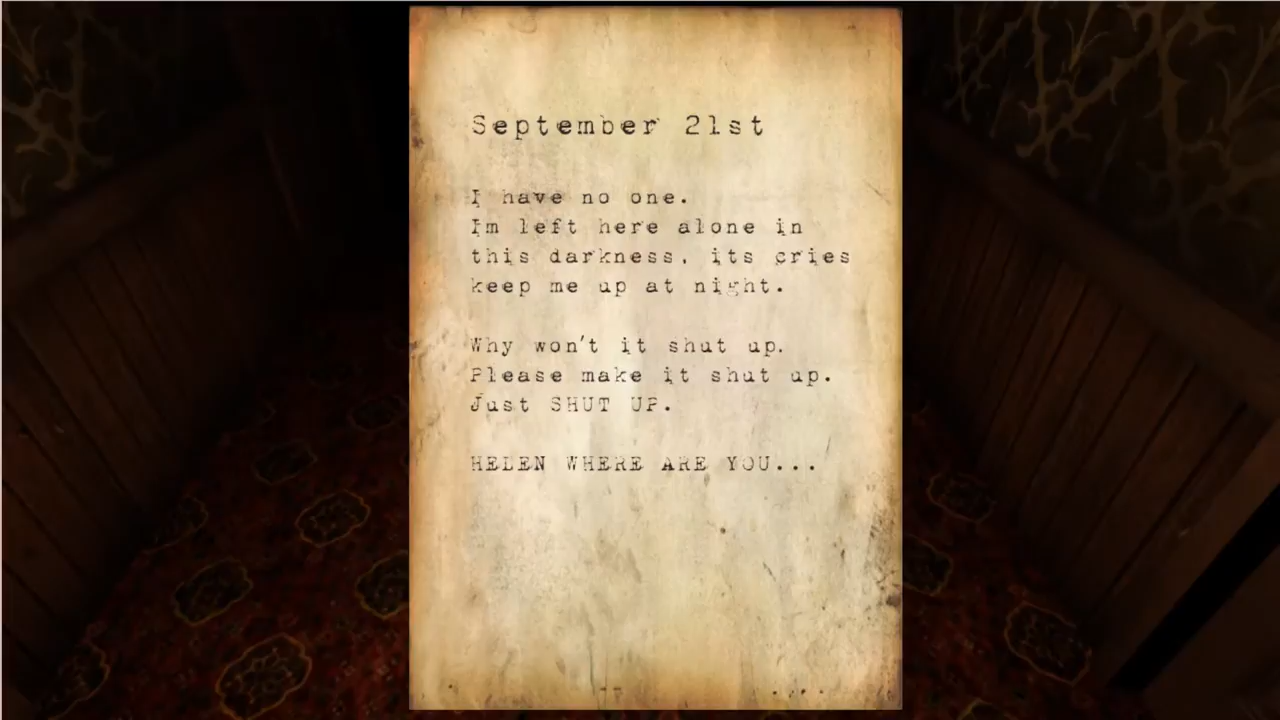 September 21st
I have no one.
Im left here alone in
this darkness, its cries
keep me up at night.
Why won't it shut up.
Please make it shut up.
Just SHUT UP.
HELEN WHERE ARE YOU...